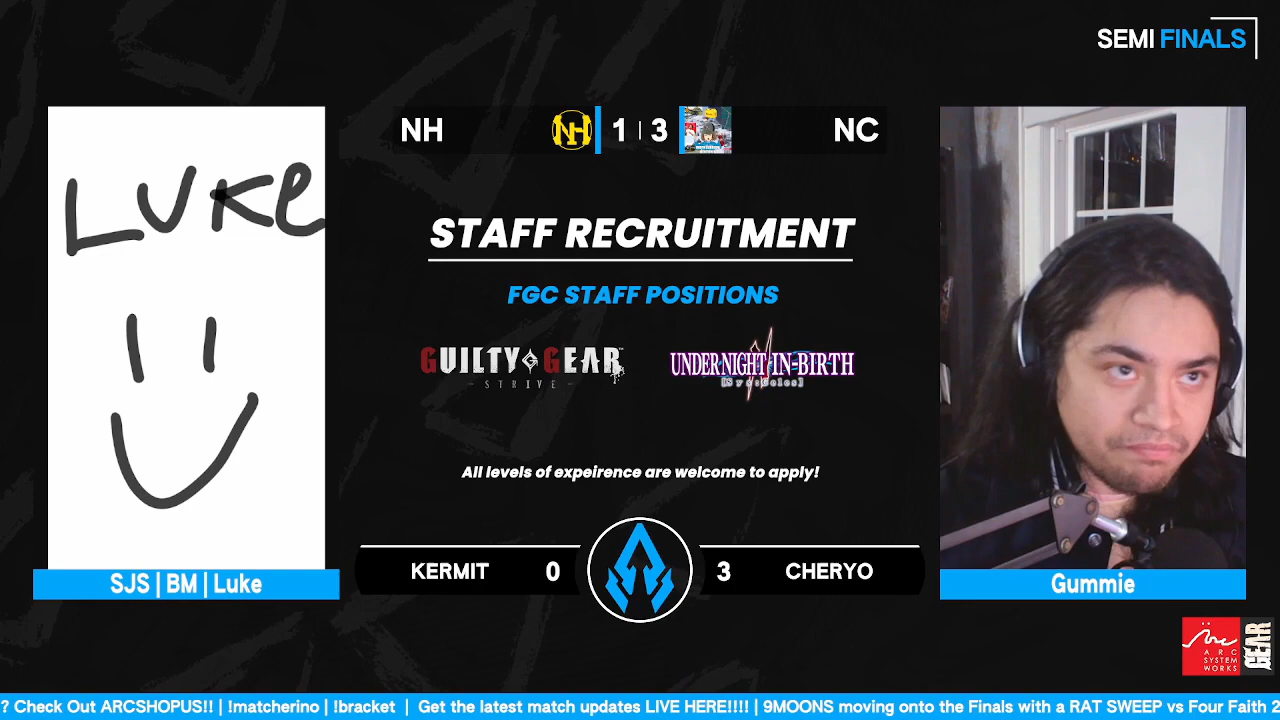 SEMI FINALS
LUKE
NH
NH
1 | 3
NC
STAFF RECRUITMENT
FGC STAFF POSITIONS
GUILTY GEAR
- STRIVE -
UNDER NIGHT IN-BIRTH
[Sys:Celes]
All levels of expeirence are welcome to apply!
KERMIT 0
3 CHERYO
SJS | BM | Luke
Gummie
ARC
SYSTEM
WORKS
GEAR
? Check Out ARCSHOPUS!! | !matcherino | !bracket | Get the latest match updates LIVE HERE!!!! | 9MOONS moving onto the Finals with a RAT SWEEP vs Four Faith 2